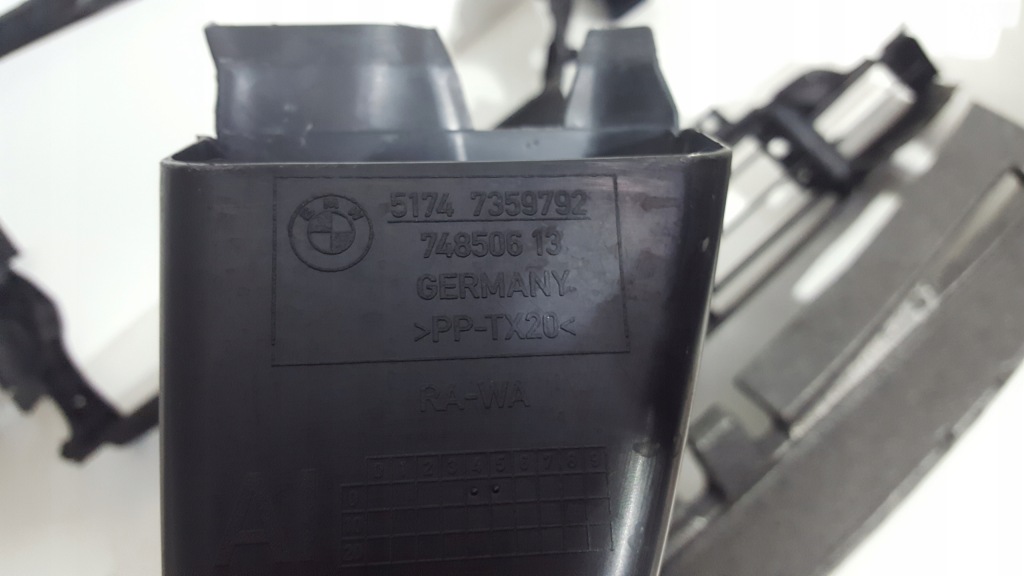 BMW
5174 7359792
748506 13
GERMANY
>PP-TX20<
RA-WA
0 1 2 3 4 5 6 7 8 9